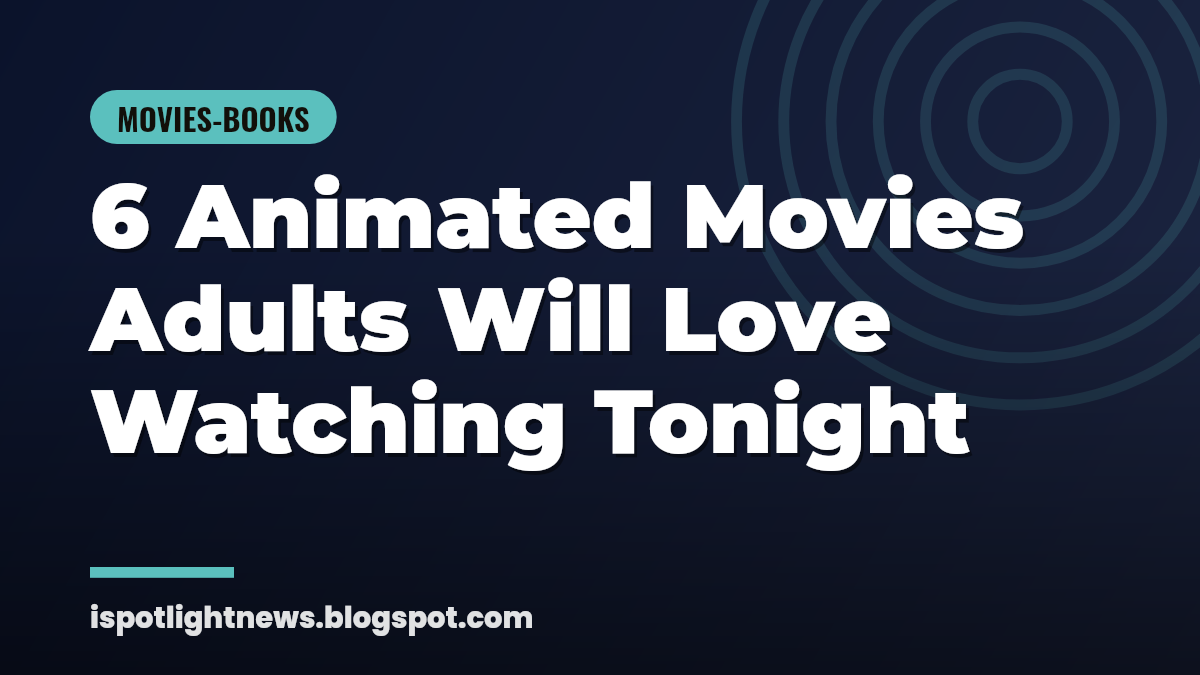 MOVIES-BOOKS
6 Animated Movies
Adults Will Love
Watching Tonight
ispotlightnews.blogspot.com